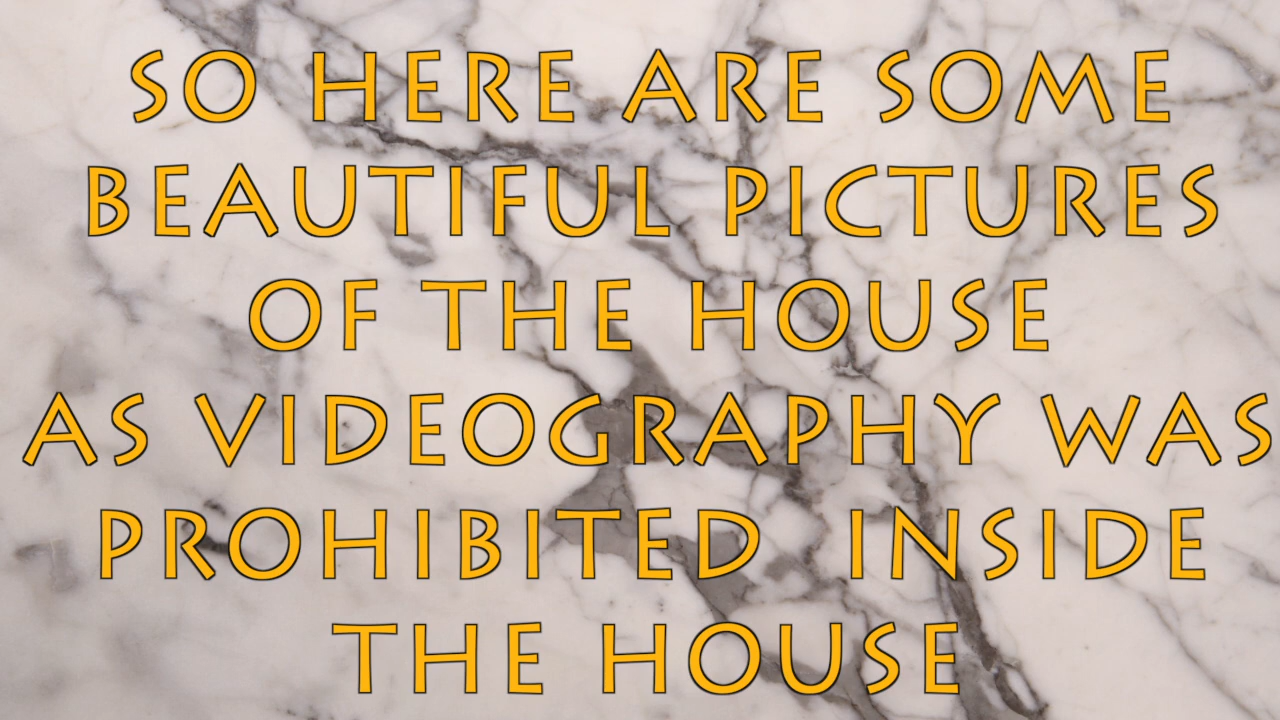 SO HERE ARE SOME
BEAUTIFUL PICTURES
OF THE HOUSE
AS VIDEOGRAPHY WAS
PROHIBITED INSIDE
THE HOUSE